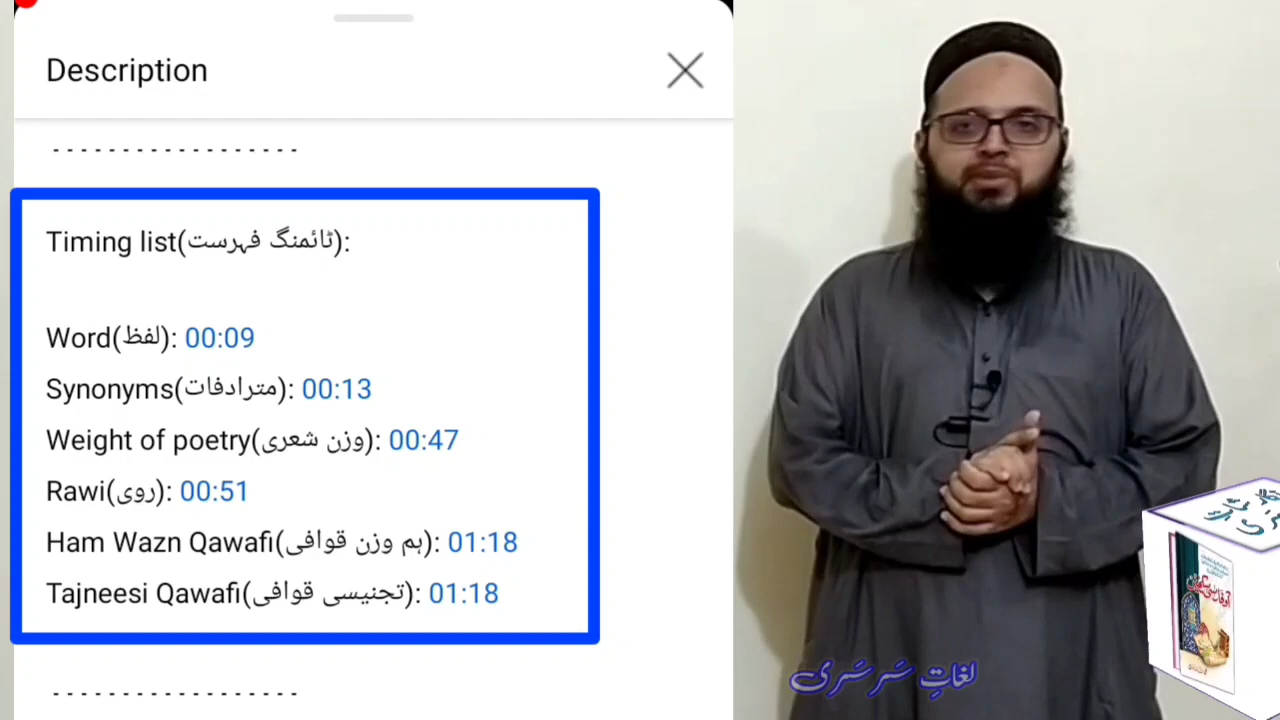 Description
------------------
Timing list(ٹائمنگ فہرست):
Word(لفظ): 00:09
Synonyms(مترادفات): 00:13
Weight of poetry(وزن شعری): 00:47
Rawi(روی): 00:51
Ham Wazn Qawafi(ہم وزن قوافی): 01:18
Tajneesi Qawafi(تجنیسی قوافی): 01:18
------------------
لغاتِ سَرسَری